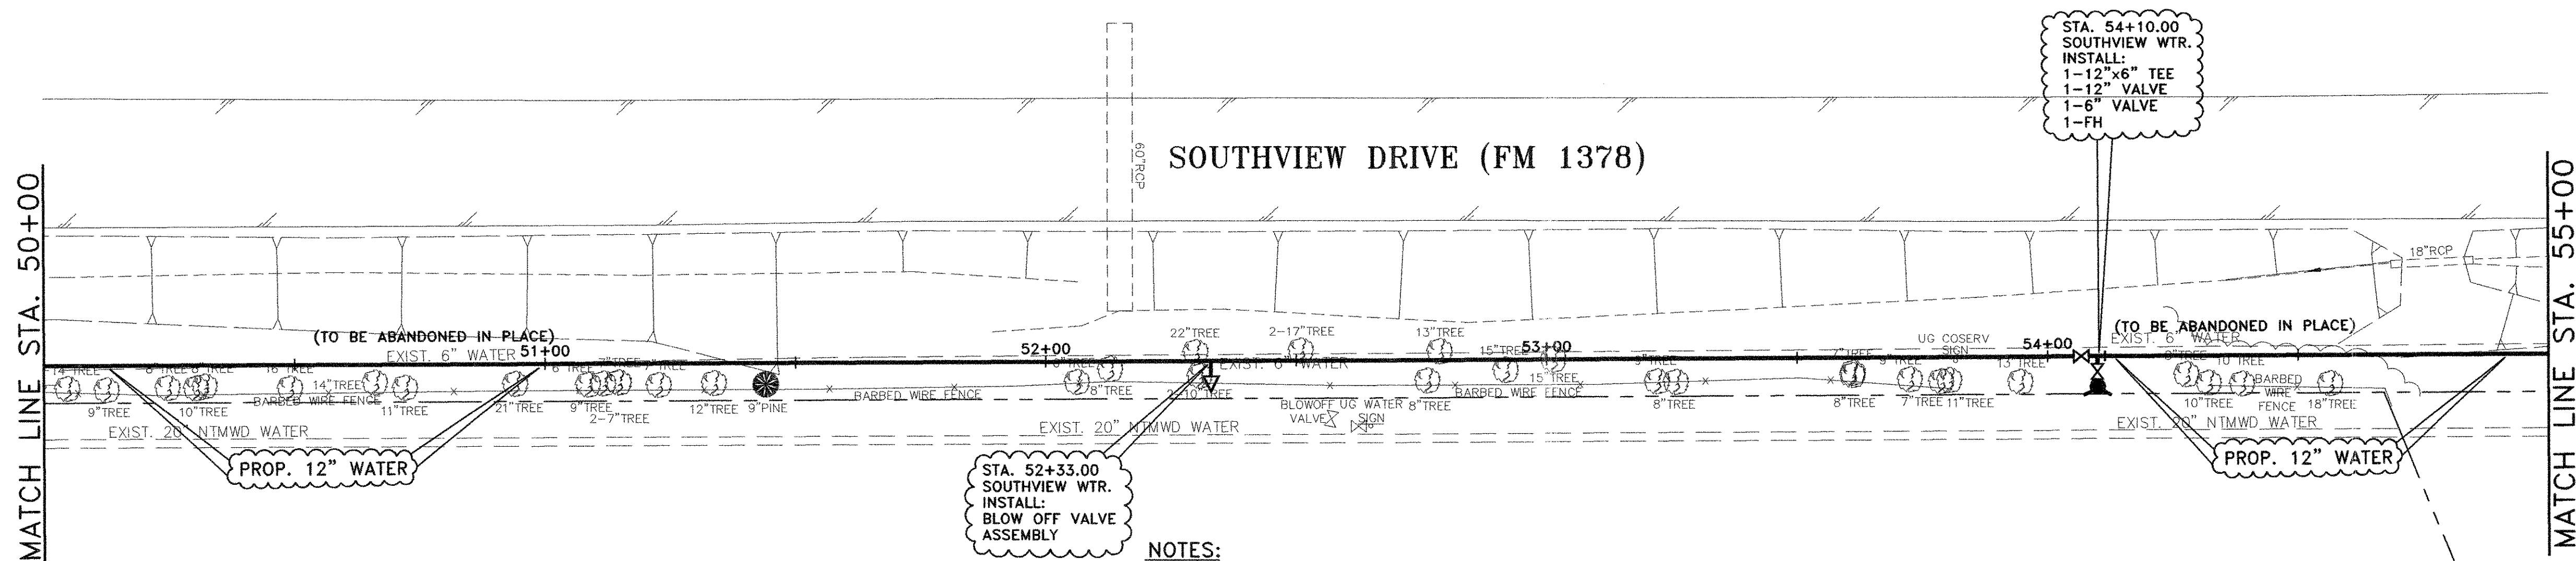 STA. 54+10.00
SOUTHVIEW WTR.
INSTALL:
1-12"x6" TEE
1-12" VALVE
1-6" VALVE
1-FH
SOUTHVIEW DRIVE (FM 1378)
60"RCP
MATCH LINE STA. 50+00
MATCH LINE STA. 55+00
18"RCP
(TO BE ABANDONED IN PLACE)
EXIST. 6" WATER
51+00
52+00
22"TREE
2-17"TREE
13"TREE
15"TREE
53+00
EXIST. 6" WATER
15"TREE
UG COSERV
SIGN
54+00
13"TREE
(TO BE ABANDONED IN PLACE)
EXIST. 6" WATER
10"TREE
14"TREE
16"TREE
14"TREE
BARBED WIRE FENCE
9"TREE
10"TREE
11"TREE
21"TREE
9"TREE
2-7"TREE
12"TREE
9"PINE
BARBED WIRE FENCE
8"TREE
BLOWOFF
VALVE
UG WATER
SIGN
8"TREE
BARBED WIRE FENCE
8"TREE
8"TREE
7"TREE
11"TREE
10"TREE
BARBED
WIRE
FENCE
18"TREE
EXIST. 20" NTMWD WATER
EXIST. 20" NTMWD WATER
EXIST. 20" NTMWD WATER
PROP. 12" WATER
STA. 52+33.00
SOUTHVIEW WTR.
INSTALL:
BLOW OFF VALVE
ASSEMBLY
PROP. 12" WATER
NOTES: